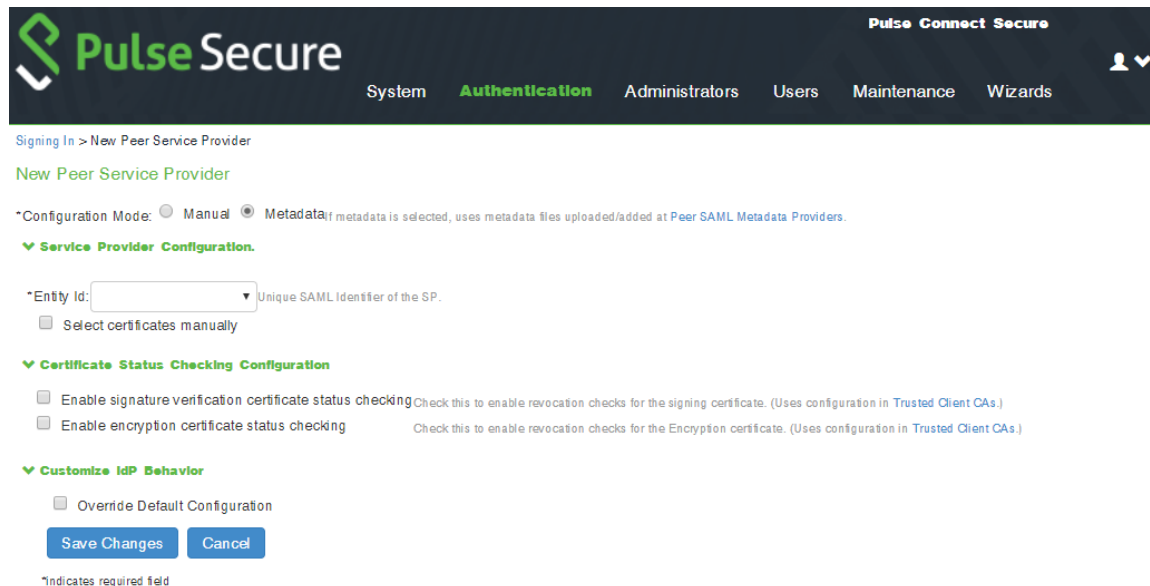 Pulse Connect Secure
Pulse Secure
System Authentication Administrators Users Maintenance Wizards
Signing In > New Peer Service Provider
New Peer Service Provider
*Configuration Mode: Manual Metadata If metadata is selected, uses metadata files uploaded/added at Peer SAML Metadata Providers.
Service Provider Configuration.
*Entity Id: Unique SAML Identifier of the SP.
Select certificates manually
Certificate Status Checking Configuration
Enable signature verification certificate status checking Check this to enable revocation checks for the signing certificate. (Uses configuration in Trusted Client CAs.)
Enable encryption certificate status checking Check this to enable revocation checks for the Encryption certificate. (Uses configuration in Trusted Client CAs.)
Customize IdP Behavior
Override Default Configuration
Save Changes Cancel
*indicates required field